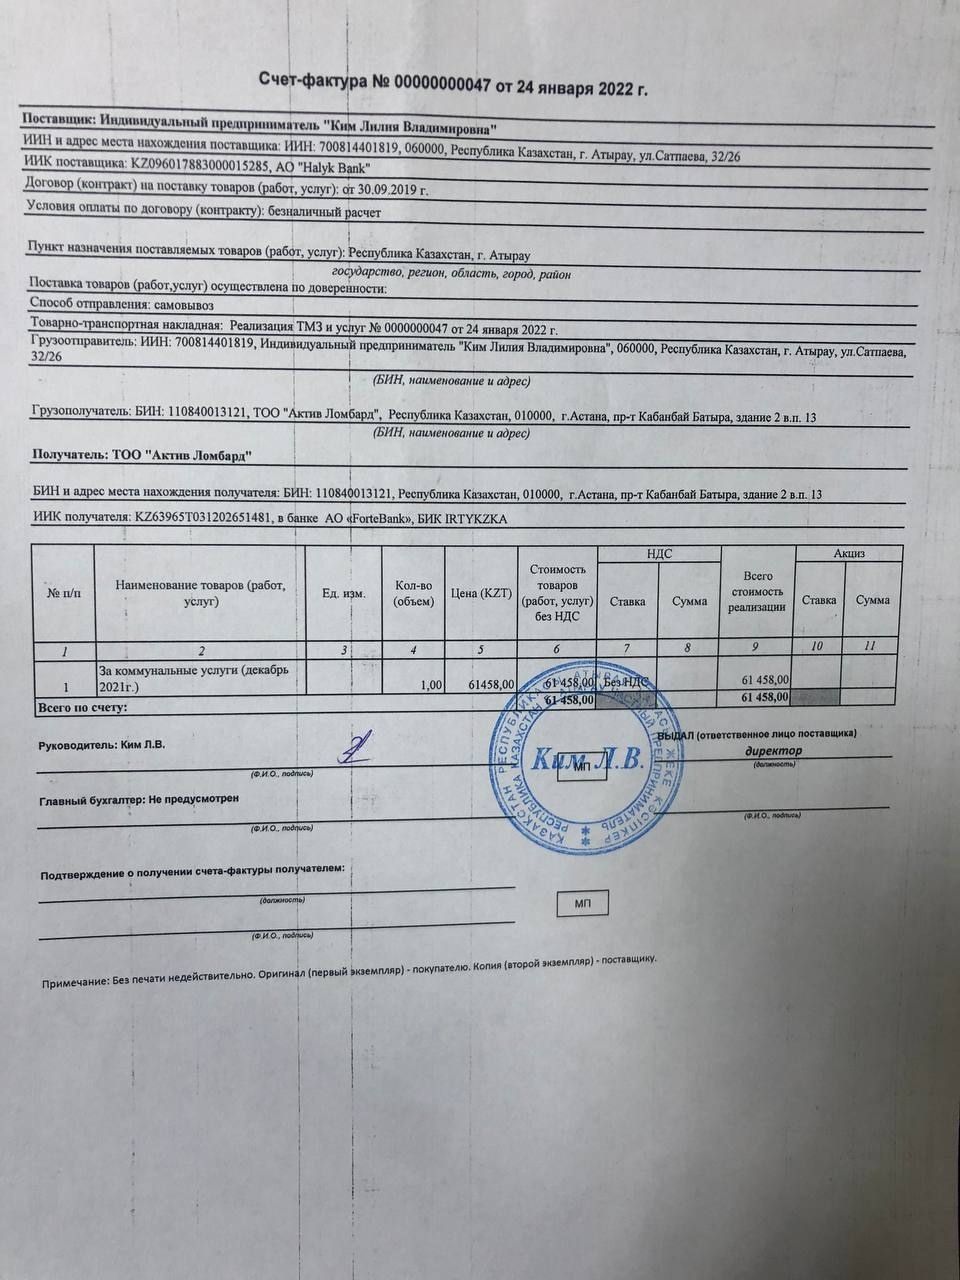 Счет-фактура № 00000000047 от 24 января 2022 г.
Поставщик: Индивидуальный предприниматель "Ким Лилия Владимировна"
ИИН и адрес места нахождения поставщика: ИИН: 700814401819, 060000, Республика Казахстан, г. Атырау, ул.Сатпаева, 32/26
ИИК поставщика: KZ096017883000015285, АО "Halyk Bank"
Договор (контракт) на поставку товаров (работ, услуг): от 30.09.2019 г.
Условия оплаты по договору (контракту): безналичный расчет
Пункт назначения поставляемых товаров (работ, услуг): Республика Казахстан, г. Атырау
государство, регион, область, город, район
Поставка товаров (работ,услуг) осуществлена по доверенности:
Способ отправления: самовывоз
Товарно-транспортная накладная: Реализация ТМЗ и услуг № 0000000047 от 24 января 2022 г.
Грузоотправитель: ИИН: 700814401819, Индивидуальный предприниматель "Ким Лилия Владимировна", 060000, Республика Казахстан, г. Атырау, ул.Сатпаева,
32/26
(БИН, наименование и адрес)
Грузополучатель: БИН: 110840013121, ТОО "Актив Ломбард", Республика Казахстан, 010000, г.Астана, пр-т Кабанбай Батыра, здание 2 в.п. 13
(БИН, наименование и адрес)
Получатель: ТОО "Актив Ломбард"
БИН и адрес места нахождения получателя: БИН: 110840013121, Республика Казахстан, 010000, г.Астана, пр-т Кабанбай Батыра, здание 2 в.п. 13
ИИК получателя: KZ63965T031202651481, в банке АО «ForteBank», БИК IRTYKZKA
№ п/п
Наименование товаров (работ,
услуг)
Ед. изм.
Кол-во
(объем)
Цена (KZT)
Стоимость
товаров
(работ, услуг)
без НДС
НДС
Ставка
Сумма
Всего
стоимость
реализации
Акциз
Ставка
Сумма
1 2 3 4 5 6 7 8 9 10 11
1
За коммунальные услуги (декабрь
2021г.)
1,00 61458,00 61 458,00 Без НДС 61 458,00
Всего по счету: 61 458,00 61 458,00
Руководитель: Ким Л.В.
(Ф.И.О., подпись)
ВЫДАЛ (ответственное лицо поставщика)
директор
(должность)
Главный бухгалтер: Не предусмотрен
(Ф.И.О., подпись)
(Ф.И.О., подпись)
МП
Ким Л.В.
ҚАЗАҚСТАН РЕСПУБЛИКАСЫ
ЖЕКЕ КӘСІПКЕР
РЕСПУБЛИКА КАЗАХСТАН
ПРЕДПРИНИМАТЕЛЬ
Подтверждение о получении счета-фактуры получателем:
(должность)
МП
(Ф.И.О., подпись)
Примечание: Без печати недействительно. Оригинал (первый экземпляр) - покупателю. Копия (второй экземпляр) - поставщику.